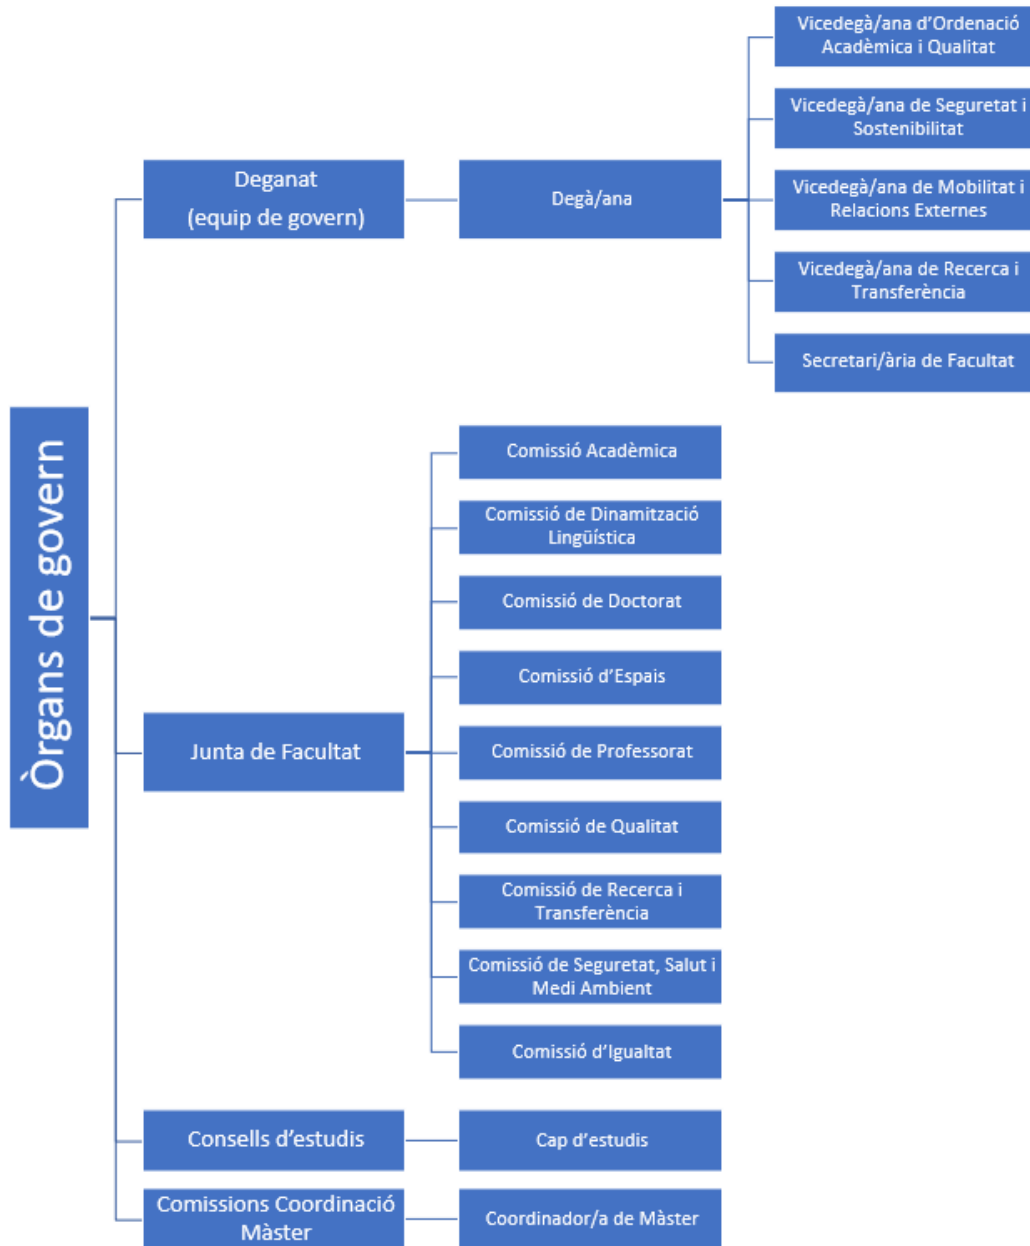 Òrgans de govern
Deganat
(equip de govern)
Degà/ana
Vicedegà/ana d’Ordenació
Acadèmica i Qualitat
Vicedegà/ana de Seguretat i
Sostenibilitat
Vicedegà/ana de Mobilitat i
Relacions Externes
Vicedegà/ana de Recerca i
Transferència
Secretari/ària de Facultat
Junta de Facultat
Comissió Acadèmica
Comissió de Dinamització
Lingüística
Comissió de Doctorat
Comissió d’Espais
Comissió de Professorat
Comissió de Qualitat
Comissió de Recerca i
Transferència
Comissió de Seguretat, Salut i
Medi Ambient
Comissió d’Igualtat
Consells d’estudis
Cap d’estudis
Comissions Coordinació
Màster
Coordinador/a de Màster